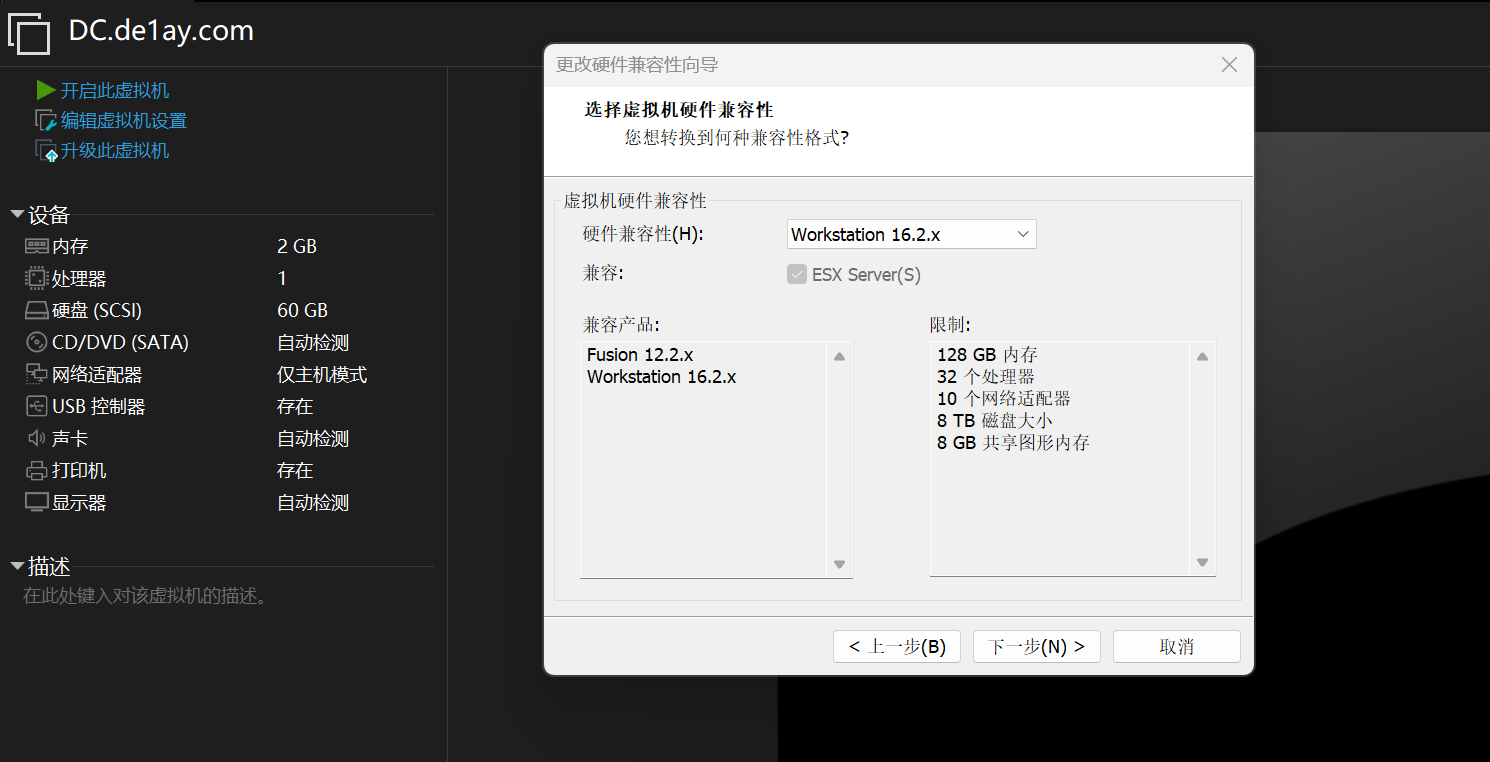 DC.de1ay.com
开启此虚拟机
编辑虚拟机设置
升级此虚拟机
设备
内存 2 GB
处理器 1
硬盘 (SCSI) 60 GB
CD/DVD (SATA) 自动检测
网络适配器 仅主机模式
USB 控制器 存在
声卡 自动检测
打印机 存在
显示器 自动检测
描述
在此处键入对该虚拟机的描述。
更改硬件兼容性向导
选择虚拟机硬件兼容性
您想转换到何种兼容性格式?
虚拟机硬件兼容性
硬件兼容性(H): Workstation 16.2.x
兼容: ESX Server(S)
兼容产品:
Fusion 12.2.x
Workstation 16.2.x
限制:
128 GB 内存
32 个处理器
10 个网络适配器
8 TB 磁盘大小
8 GB 共享图形内存
< 上一步(B) 下一步(N) > 取消